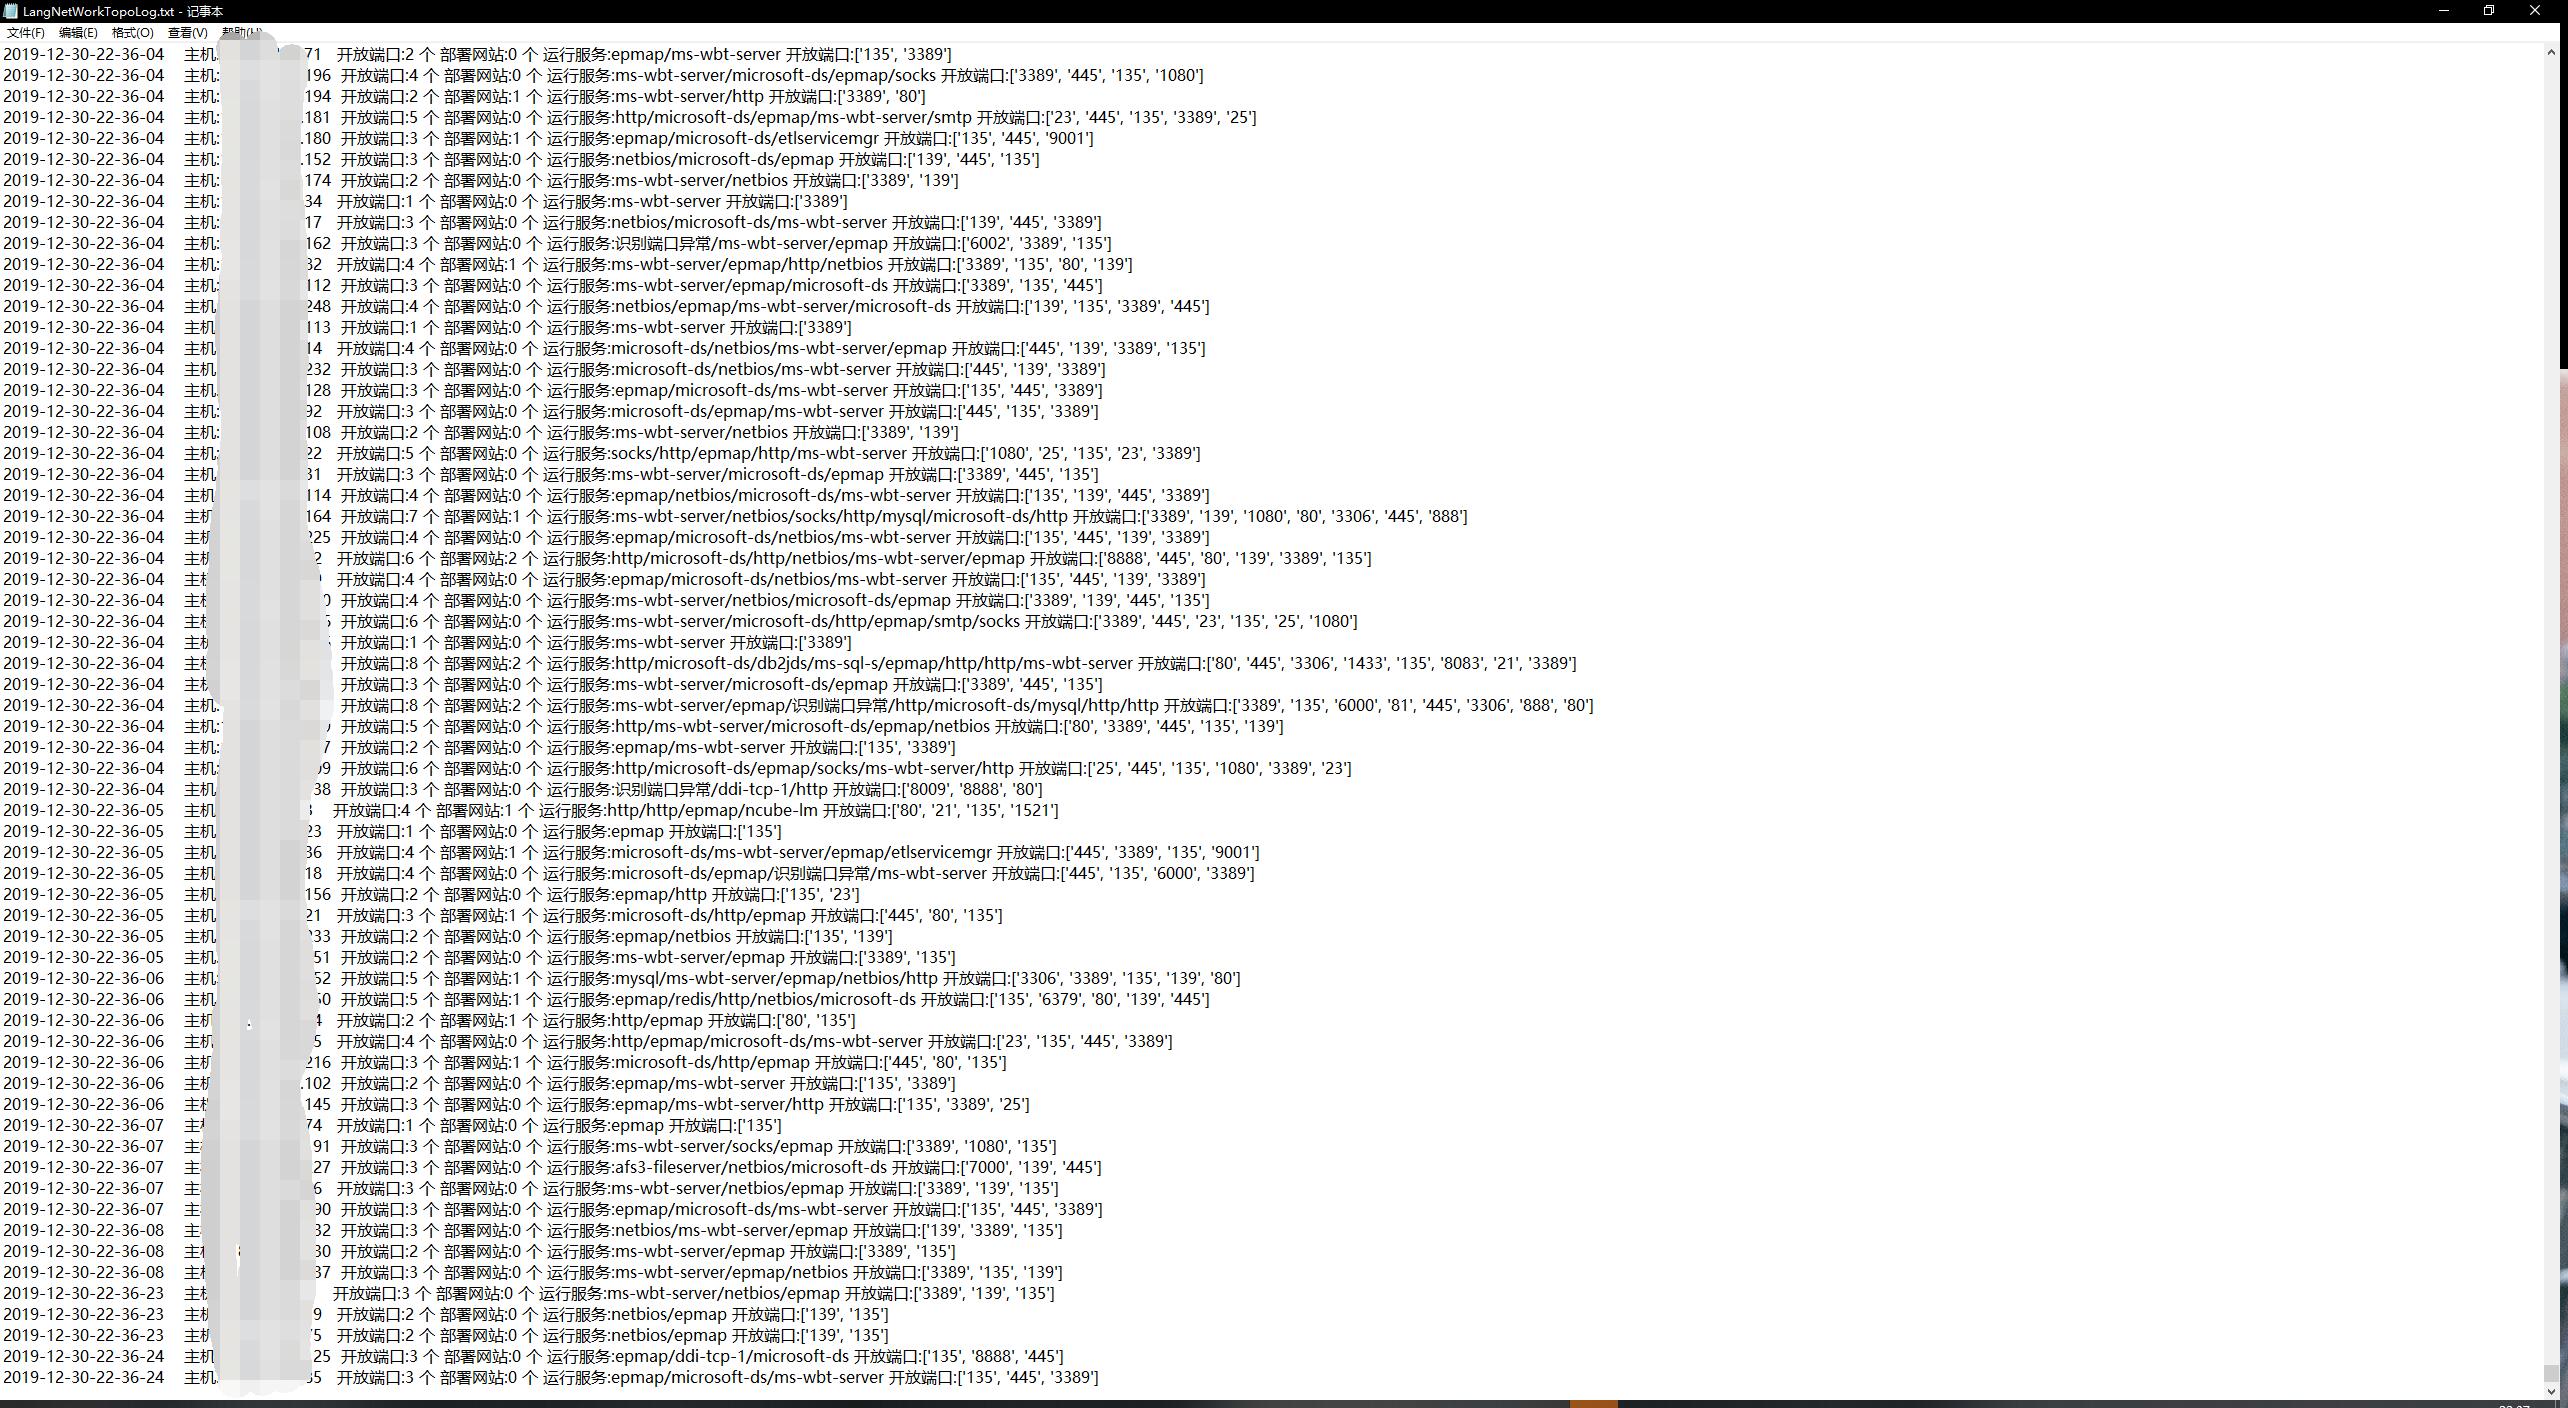 LangNetWorkTopoLog.txt - 记事本
文件(F) 编辑(E) 格式(O) 查看(V) 帮助(H)
2019-12-30-22-36-04 主机: 71 开放端口:2 个 部署网站:0 个 运行服务:epmap/ms-wbt-server 开放端口:['135', '3389']
2019-12-30-22-36-04 主机: 196 开放端口:4 个 部署网站:0 个 运行服务:ms-wbt-server/microsoft-ds/epmap/socks 开放端口:['3389', '445', '135', '1080']
2019-12-30-22-36-04 主机: .194 开放端口:2 个 部署网站:1 个 运行服务:ms-wbt-server/http 开放端口:['3389', '80']
2019-12-30-22-36-04 主机: .181 开放端口:5 个 部署网站:0 个 运行服务:http/microsoft-ds/epmap/ms-wbt-server/smtp 开放端口:['23', '445', '135', '3389', '25']
2019-12-30-22-36-04 主机: .180 开放端口:3 个 部署网站:1 个 运行服务:epmap/microsoft-ds/etlservicemgr 开放端口:['135', '445', '9001']
2019-12-30-22-36-04 主机: .152 开放端口:3 个 部署网站:0 个 运行服务:netbios/microsoft-ds/epmap 开放端口:['139', '445', '135']
2019-12-30-22-36-04 主机: 174 开放端口:2 个 部署网站:0 个 运行服务:ms-wbt-server/netbios 开放端口:['3389', '139']
2019-12-30-22-36-04 主机: 34 开放端口:1 个 部署网站:0 个 运行服务:ms-wbt-server 开放端口:['3389']
2019-12-30-22-36-04 主机: 17 开放端口:3 个 部署网站:0 个 运行服务:netbios/microsoft-ds/ms-wbt-server 开放端口:['139', '445', '3389']
2019-12-30-22-36-04 主机: 162 开放端口:3 个 部署网站:0 个 运行服务:识别端口异常/ms-wbt-server/epmap 开放端口:['6002', '3389', '135']
2019-12-30-22-36-04 主机: 32 开放端口:4 个 部署网站:1 个 运行服务:ms-wbt-server/epmap/http/netbios 开放端口:['3389', '135', '80', '139']
2019-12-30-22-36-04 主机: 112 开放端口:3 个 部署网站:0 个 运行服务:ms-wbt-server/epmap/microsoft-ds 开放端口:['3389', '135', '445']
2019-12-30-22-36-04 主机: 248 开放端口:4 个 部署网站:0 个 运行服务:netbios/epmap/ms-wbt-server/microsoft-ds 开放端口:['139', '135', '3389', '445']
2019-12-30-22-36-04 主机 113 开放端口:1 个 部署网站:0 个 运行服务:ms-wbt-server 开放端口:['3389']
2019-12-30-22-36-04 主机 14 开放端口:4 个 部署网站:0 个 运行服务:microsoft-ds/netbios/ms-wbt-server/epmap 开放端口:['445', '139', '3389', '135']
2019-12-30-22-36-04 主机 232 开放端口:3 个 部署网站:0 个 运行服务:microsoft-ds/netbios/ms-wbt-server 开放端口:['445', '139', '3389']
2019-12-30-22-36-04 主机 128 开放端口:3 个 部署网站:0 个 运行服务:epmap/microsoft-ds/ms-wbt-server 开放端口:['135', '445', '3389']
2019-12-30-22-36-04 主机: 92 开放端口:3 个 部署网站:0 个 运行服务:microsoft-ds/epmap/ms-wbt-server 开放端口:['445', '135', '3389']
2019-12-30-22-36-04 主机: 108 开放端口:2 个 部署网站:0 个 运行服务:ms-wbt-server/netbios 开放端口:['3389', '139']
2019-12-30-22-36-04 主机: 22 开放端口:5 个 部署网站:0 个 运行服务:socks/http/epmap/http/ms-wbt-server 开放端口:['1080', '25', '135', '23', '3389']
2019-12-30-22-36-04 主机 31 开放端口:3 个 部署网站:0 个 运行服务:ms-wbt-server/microsoft-ds/epmap 开放端口:['3389', '445', '135']
2019-12-30-22-36-04 主机 114 开放端口:4 个 部署网站:0 个 运行服务:epmap/netbios/microsoft-ds/ms-wbt-server 开放端口:['135', '139', '445', '3389']
2019-12-30-22-36-04 主机 164 开放端口:7 个 部署网站:1 个 运行服务:ms-wbt-server/netbios/socks/http/mysql/microsoft-ds/http 开放端口:['3389', '139', '1080', '80', '3306', '445', '888']
2019-12-30-22-36-04 主机 225 开放端口:4 个 部署网站:0 个 运行服务:epmap/microsoft-ds/netbios/ms-wbt-server 开放端口:['135', '445', '139', '3389']
2019-12-30-22-36-04 主机 2 开放端口:6 个 部署网站:2 个 运行服务:http/microsoft-ds/http/netbios/ms-wbt-server/epmap 开放端口:['8888', '445', '80', '139', '3389', '135']
2019-12-30-22-36-04 主机 开放端口:4 个 部署网站:0 个 运行服务:epmap/microsoft-ds/netbios/ms-wbt-server 开放端口:['135', '445', '139', '3389']
2019-12-30-22-36-04 主机 0 开放端口:4 个 部署网站:0 个 运行服务:ms-wbt-server/netbios/microsoft-ds/epmap 开放端口:['3389', '139', '445', '135']
2019-12-30-22-36-04 主机 开放端口:6 个 部署网站:0 个 运行服务:ms-wbt-server/microsoft-ds/http/epmap/smtp/socks 开放端口:['3389', '445', '23', '135', '25', '1080']
2019-12-30-22-36-04 主机 开放端口:1 个 部署网站:0 个 运行服务:ms-wbt-server 开放端口:['3389']
2019-12-30-22-36-04 主机 开放端口:8 个 部署网站:2 个 运行服务:http/microsoft-ds/db2jds/ms-sql-s/epmap/http/http/ms-wbt-server 开放端口:['80', '445', '3306', '1433', '135', '8083', '21', '3389']
2019-12-30-22-36-04 主机 开放端口:3 个 部署网站:0 个 运行服务:ms-wbt-server/microsoft-ds/epmap 开放端口:['3389', '445', '135']
2019-12-30-22-36-04 主机: 开放端口:8 个 部署网站:2 个 运行服务:ms-wbt-server/epmap/识别端口异常/http/microsoft-ds/mysql/http/http 开放端口:['3389', '135', '6000', '81', '445', '3306', '888', '80']
2019-12-30-22-36-04 主机: 开放端口:5 个 部署网站:0 个 运行服务:http/ms-wbt-server/microsoft-ds/epmap/netbios 开放端口:['80', '3389', '445', '135', '139']
2019-12-30-22-36-04 主机: 7 开放端口:2 个 部署网站:0 个 运行服务:epmap/ms-wbt-server 开放端口:['135', '3389']
2019-12-30-22-36-04 主机: 9 开放端口:6 个 部署网站:0 个 运行服务:http/microsoft-ds/epmap/socks/ms-wbt-server/http 开放端口:['25', '445', '135', '1080', '3389', '23']
2019-12-30-22-36-04 主机 38 开放端口:3 个 部署网站:0 个 运行服务:识别端口异常/ddi-tcp-1/http 开放端口:['8009', '8888', '80']
2019-12-30-22-36-05 主机 开放端口:4 个 部署网站:1 个 运行服务:http/http/epmap/ncube-lm 开放端口:['80', '21', '135', '1521']
2019-12-30-22-36-05 主机 23 开放端口:1 个 部署网站:0 个 运行服务:epmap 开放端口:['135']
2019-12-30-22-36-05 主机 36 开放端口:4 个 部署网站:1 个 运行服务:microsoft-ds/ms-wbt-server/epmap/etlservicemgr 开放端口:['445', '3389', '135', '9001']
2019-12-30-22-36-05 主机 18 开放端口:4 个 部署网站:0 个 运行服务:microsoft-ds/epmap/识别端口异常/ms-wbt-server 开放端口:['445', '135', '6000', '3389']
2019-12-30-22-36-05 主机 156 开放端口:2 个 部署网站:0 个 运行服务:epmap/http 开放端口:['135', '23']
2019-12-30-22-36-05 主机 21 开放端口:3 个 部署网站:1 个 运行服务:microsoft-ds/http/epmap 开放端口:['445', '80', '135']
2019-12-30-22-36-05 主机 233 开放端口:2 个 部署网站:0 个 运行服务:epmap/netbios 开放端口:['135', '139']
2019-12-30-22-36-05 主机 51 开放端口:2 个 部署网站:0 个 运行服务:ms-wbt-server/epmap 开放端口:['3389', '135']
2019-12-30-22-36-06 主机 52 开放端口:5 个 部署网站:1 个 运行服务:mysql/ms-wbt-server/epmap/netbios/http 开放端口:['3306', '3389', '135', '139', '80']
2019-12-30-22-36-06 主机 0 开放端口:5 个 部署网站:1 个 运行服务:epmap/redis/http/netbios/microsoft-ds 开放端口:['135', '6379', '80', '139', '445']
2019-12-30-22-36-06 主机 4 开放端口:2 个 部署网站:1 个 运行服务:http/epmap 开放端口:['80', '135']
2019-12-30-22-36-06 主机 5 开放端口:4 个 部署网站:0 个 运行服务:http/epmap/microsoft-ds/ms-wbt-server 开放端口:['23', '135', '445', '3389']
2019-12-30-22-36-06 主机 216 开放端口:3 个 部署网站:1 个 运行服务:microsoft-ds/http/epmap 开放端口:['445', '80', '135']
2019-12-30-22-36-06 主机 .102 开放端口:2 个 部署网站:0 个 运行服务:epmap/ms-wbt-server 开放端口:['135', '3389']
2019-12-30-22-36-06 主机 145 开放端口:3 个 部署网站:0 个 运行服务:epmap/ms-wbt-server/http 开放端口:['135', '3389', '25']
2019-12-30-22-36-07 主 74 开放端口:1 个 部署网站:0 个 运行服务:epmap 开放端口:['135']
2019-12-30-22-36-07 主 91 开放端口:3 个 部署网站:0 个 运行服务:ms-wbt-server/socks/epmap 开放端口:['3389', '1080', '135']
2019-12-30-22-36-07 主 27 开放端口:3 个 部署网站:0 个 运行服务:afs3-fileserver/netbios/microsoft-ds 开放端口:['7000', '139', '445']
2019-12-30-22-36-07 主 6 开放端口:3 个 部署网站:0 个 运行服务:ms-wbt-server/netbios/epmap 开放端口:['3389', '139', '135']
2019-12-30-22-36-07 主 90 开放端口:3 个 部署网站:0 个 运行服务:epmap/microsoft-ds/ms-wbt-server 开放端口:['135', '445', '3389']
2019-12-30-22-36-08 主 32 开放端口:3 个 部署网站:0 个 运行服务:netbios/ms-wbt-server/epmap 开放端口:['139', '3389', '135']
2019-12-30-22-36-08 主机 30 开放端口:2 个 部署网站:0 个 运行服务:ms-wbt-server/epmap 开放端口:['3389', '135']
2019-12-30-22-36-08 主机 37 开放端口:3 个 部署网站:0 个 运行服务:ms-wbt-server/epmap/netbios 开放端口:['3389', '135', '139']
2019-12-30-22-36-23 主机 开放端口:3 个 部署网站:0 个 运行服务:ms-wbt-server/netbios/epmap 开放端口:['3389', '139', '135']
2019-12-30-22-36-23 主机 9 开放端口:2 个 部署网站:0 个 运行服务:netbios/epmap 开放端口:['139', '135']
2019-12-30-22-36-23 主机 75 开放端口:2 个 部署网站:0 个 运行服务:netbios/epmap 开放端口:['139', '135']
2019-12-30-22-36-24 主机 25 开放端口:3 个 部署网站:0 个 运行服务:epmap/ddi-tcp-1/microsoft-ds 开放端口:['135', '8888', '445']
2019-12-30-22-36-24 主机 5 开放端口:3 个 部署网站:0 个 运行服务:epmap/microsoft-ds/ms-wbt-server 开放端口:['135', '445', '3389']